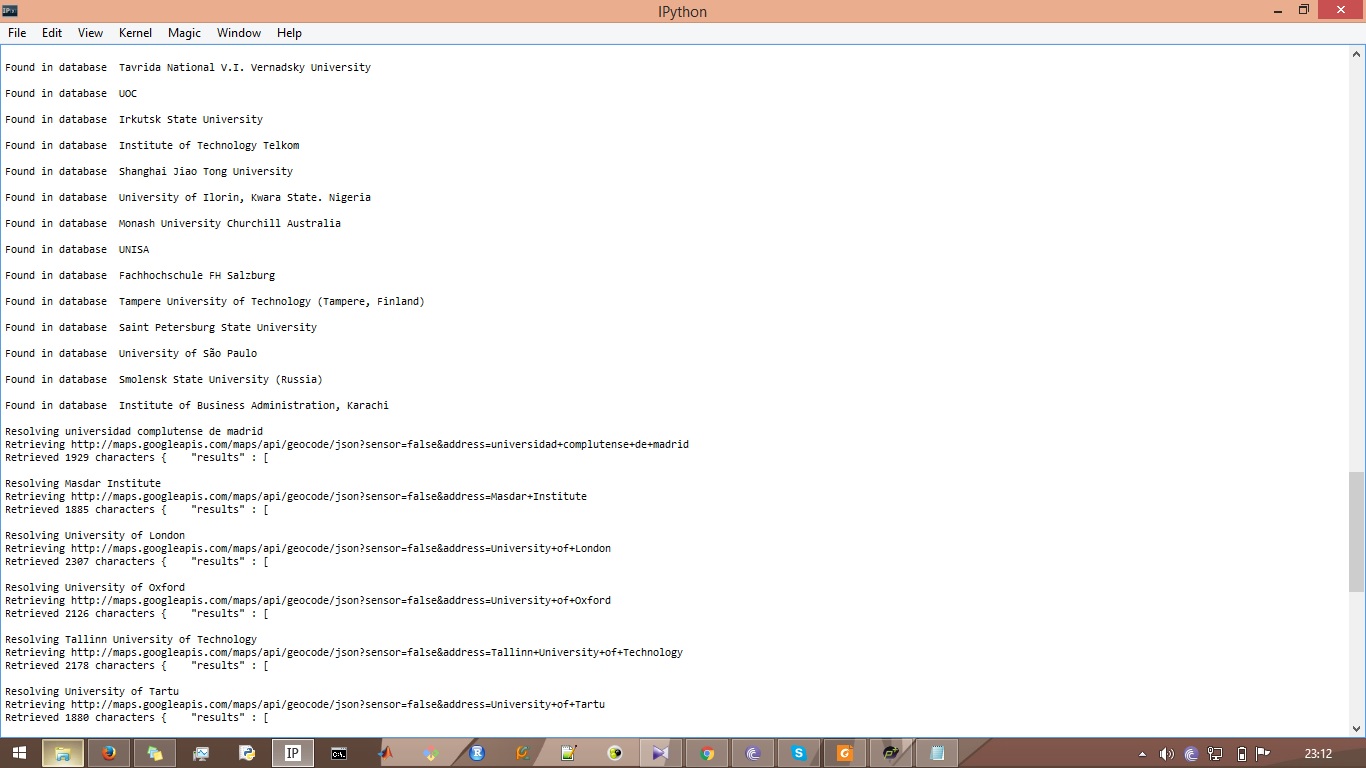 IPython
File Edit View Kernel Magic Window Help
Found in database  Tavrida National V.I. Vernadsky University
Found in database  UOC
Found in database  Irkutsk State University
Found in database  Institute of Technology Telkom
Found in database  Shanghai Jiao Tong University
Found in database  University of Ilorin, Kwara State. Nigeria
Found in database  Monash University Churchill Australia
Found in database  UNISA
Found in database  Fachhochschule FH Salzburg
Found in database  Tampere University of Technology (Tampere, Finland)
Found in database  Saint Petersburg State University
Found in database  University of São Paulo
Found in database  Smolensk State University (Russia)
Found in database  Institute of Business Administration, Karachi
Resolving universidad complutense de madrid
Retrieving http://maps.googleapis.com/maps/api/geocode/json?sensor=false&address=universidad+complutense+de+madrid
Retrieved 1929 characters {    "results" : [
Resolving Masdar Institute
Retrieving http://maps.googleapis.com/maps/api/geocode/json?sensor=false&address=Masdar+Institute
Retrieved 1885 characters {    "results" : [
Resolving University of London
Retrieving http://maps.googleapis.com/maps/api/geocode/json?sensor=false&address=University+of+London
Retrieved 2307 characters {    "results" : [
Resolving University of Oxford
Retrieving http://maps.googleapis.com/maps/api/geocode/json?sensor=false&address=University+of+Oxford
Retrieved 2126 characters {    "results" : [
Resolving Tallinn University of Technology
Retrieving http://maps.googleapis.com/maps/api/geocode/json?sensor=false&address=Tallinn+University+of+Technology
Retrieved 2178 characters {    "results" : [
Resolving University of Tartu
Retrieving http://maps.googleapis.com/maps/api/geocode/json?sensor=false&address=University+of+Tartu
Retrieved 1880 characters {    "results" : [
IP
23:12